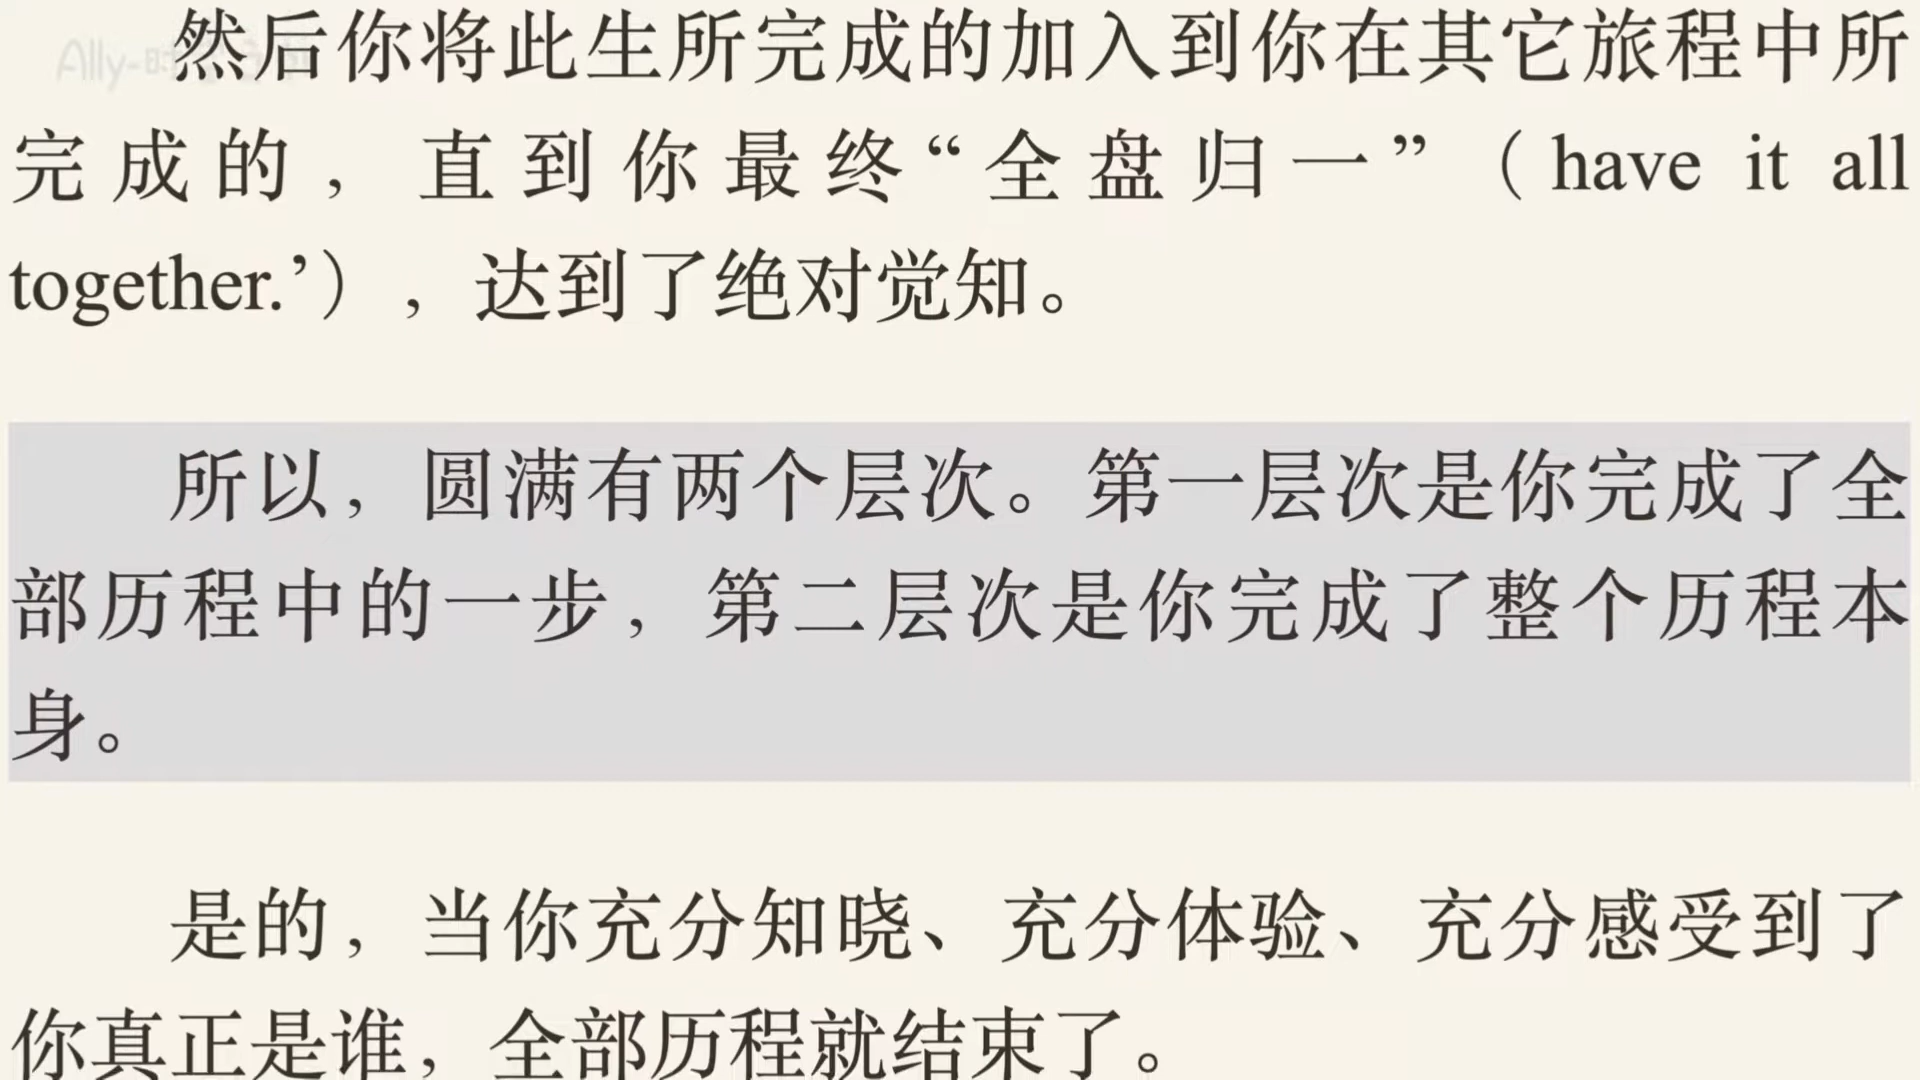 然后你将此生所完成的加入到你在其它旅程中所
完成的，直到你最终“全盘归一”（have it all
together.’），达到了绝对觉知。
所以，圆满有两个层次。第一层次是你完成了全
部历程中的一步，第二层次是你完成了整个历程本
身。
是的，当你充分知晓、充分体验、充分感受到了
你真正是谁，全部历程就结束了。
Ally-时